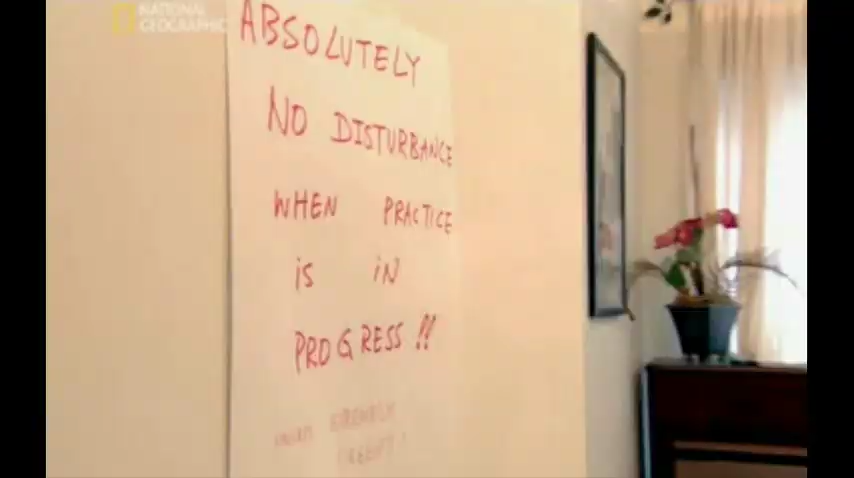 NATIONAL
GEOGRAPHIC
ABSOLUTELY
NO DISTURBANCE
WHEN PRACTICE
iS iN
PROGRESS!!